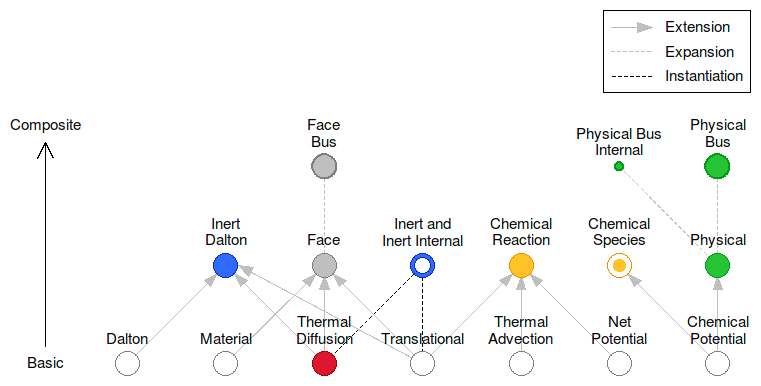 Extension
Expansion
Instantiation
Composite
Face
Bus
Physical Bus
Internal
Physical
Bus
Inert
Dalton
Face
Inert and
Inert Internal
Chemical
Reaction
Chemical
Species
Physical
Dalton
Material
Thermal
Diffusion
Translational
Thermal
Advection
Net
Potential
Chemical
Potential
Basic